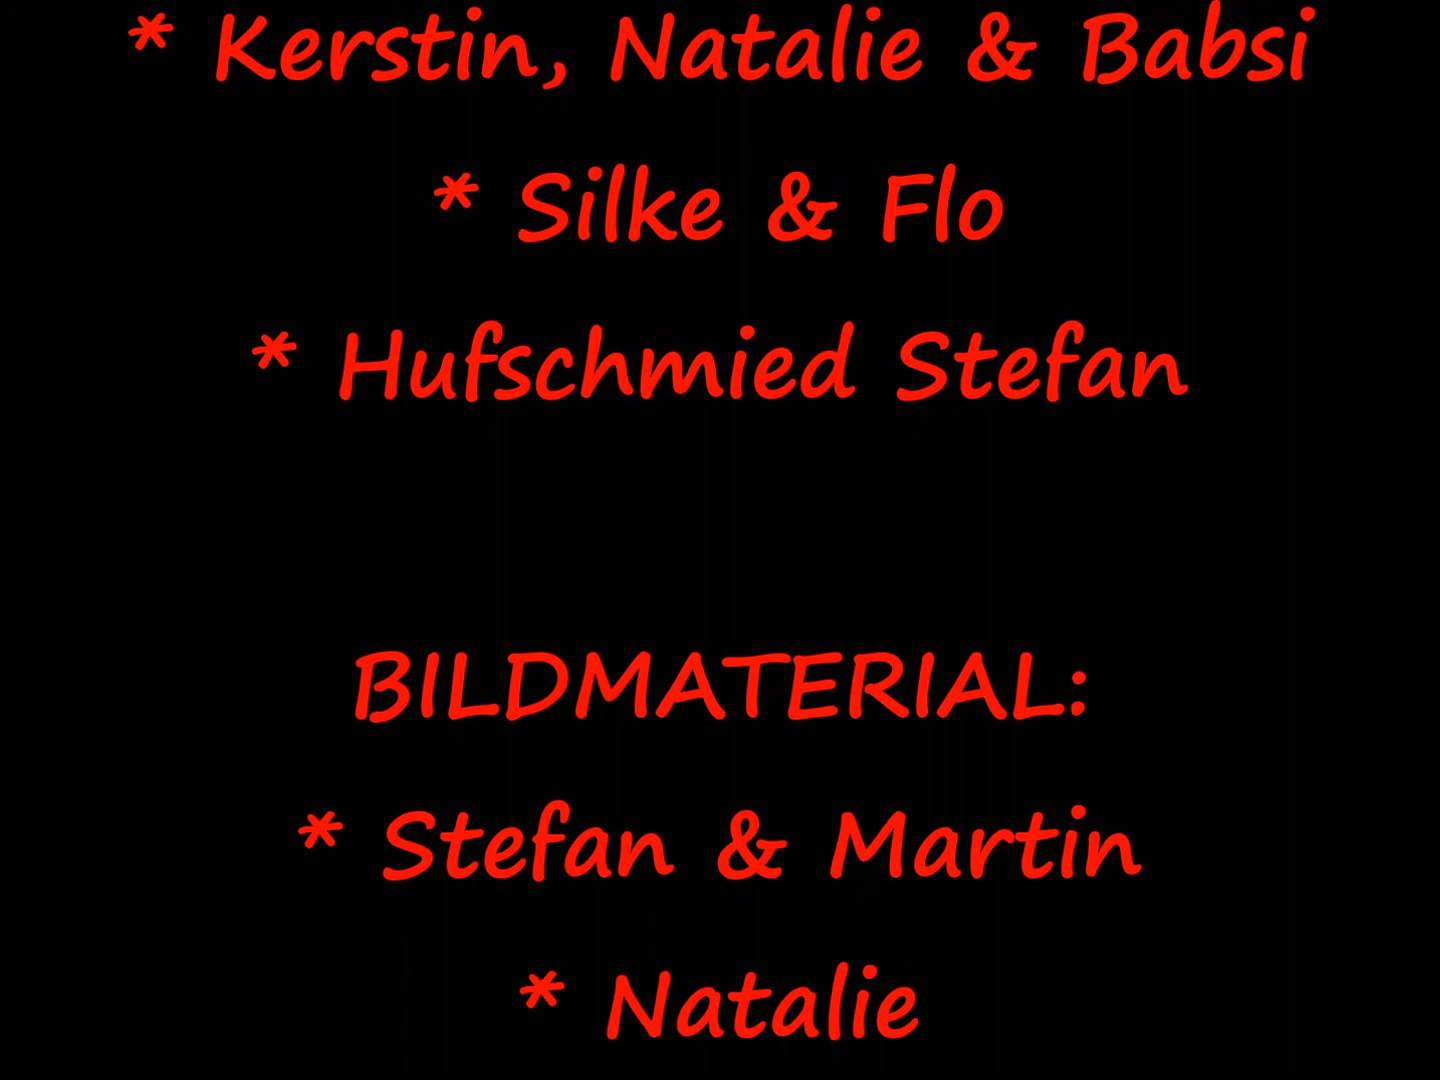 * Kerstin, Natalie & Babsi
* Silke & Flo
* Hufschmied Stefan
BILDMATERIAL:
* Stefan & Martin
* Natalie